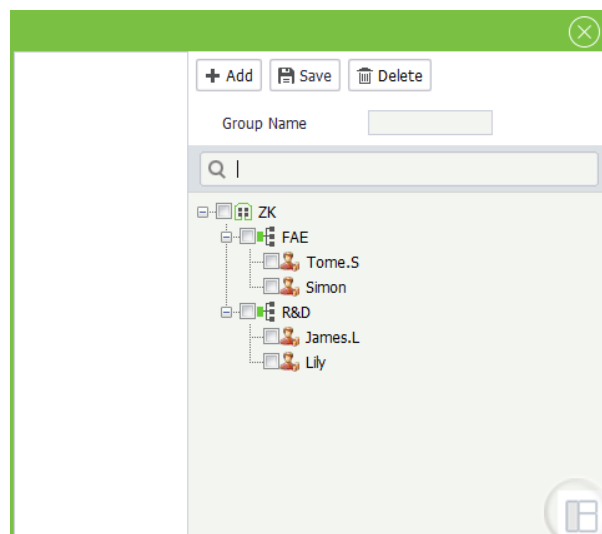 Add Save Delete
Group Name
ZK
FAE
Tome.S
Simon
R&D
James.L
Lily